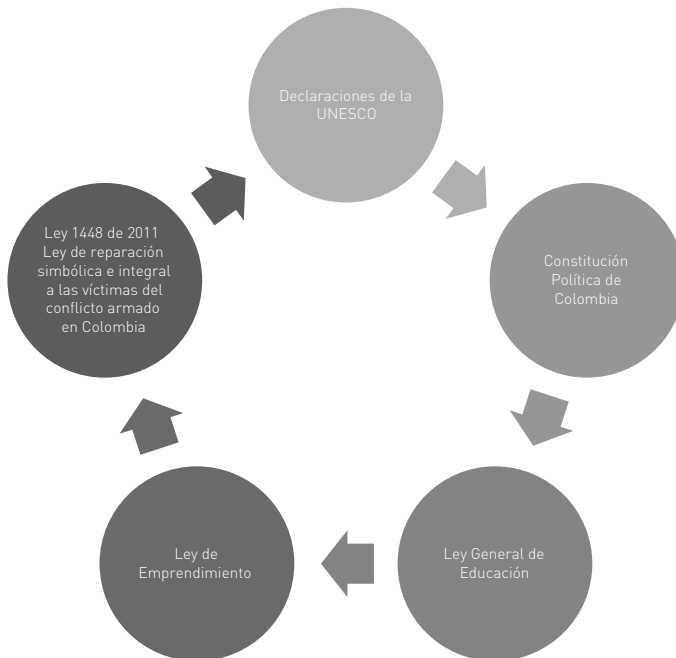 Declaraciones de la
UNESCO
Constitución
Política de
Colombia
Ley General de
Educación
Ley de
Emprendimiento
Ley 1448 de 2011
Ley de reparación
simbólica e integral
a las víctimas del
conflicto armado
en Colombia